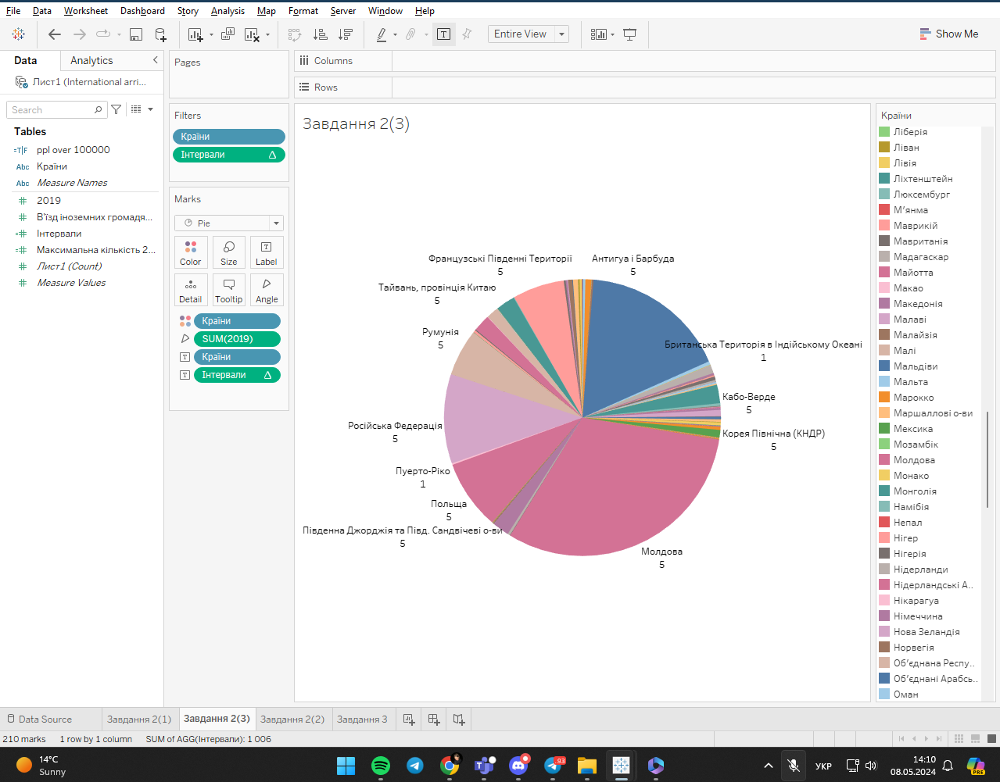 File Data Worksheet Dashboard Story Analysis Map Format Server Window Help
Entire View
Show Me
Data Analytics
Лист1 (International arri...
Search
Tables
ppl over 100000
Abc Країни
Abc Measure Names
2019
В'їзд іноземних громадя...
Інтервали
Максимальна кількість 2...
Лист1 (Count)
Measure Values
Pages
Filters
Країни
Інтервали
Marks
Pie
Color Size Label
Detail Tooltip Angle
Країни
SUM(2019)
Країни
Інтервали
Columns
Rows
Завдання 2(3)
Французські Південні Території
5
Антигуа і Барбуда
5
Тайвань, провінція Китаю
5
Румунія
5
Британська Територія в Індійському Океані
1
Кабо-Верде
5
Російська Федерація
5
Корея Північна (КНДР)
5
Пуерто-Ріко
1
Польща
5
Південна Джорджія та Півд. Сандвічеві о-ви
5
Молдова
5
Країни
Ліберія
Ліван
Лівія
Ліхтенштейн
Люксембург
М'янма
Маврикій
Мавританія
Мадагаскар
Майотта
Макао
Македонія
Малаві
Малайзія
Малі
Мальдіви
Мальта
Марокко
Маршаллові о-ви
Мексика
Мозамбік
Молдова
Монако
Монголія
Намібія
Непал
Нігер
Нігерія
Нідерланди
Нідерландські А..
Нікарагуа
Німеччина
Нова Зеландія
Норвегія
Об'єднана Респу..
Об'єднані Арабсь..
Оман
Data Source Завдання 2(1) Завдання 2(3) Завдання 2(2) Завдання 3
210 marks 1 row by 1 column SUM of AGG(Інтервали): 1 006
14°C
Sunny
93
УКР
14:10
08.05.2024
PRE